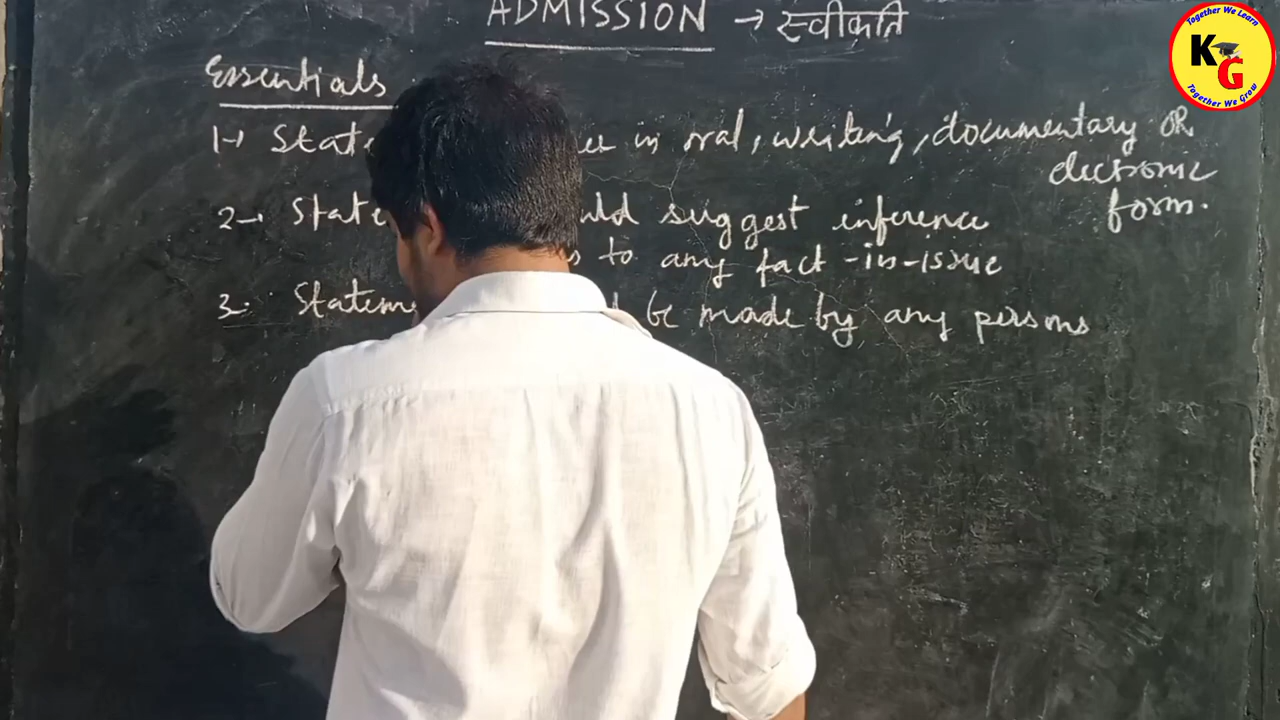 ADMISSION → स्वीकृति
Essentials
1→ State in oral, writing, documentary OR
electronic
form.
2→ State suggest inference
to any fact-in-issue
3. Statem be made by any persons
Together We Learn
KG
Together We Grow